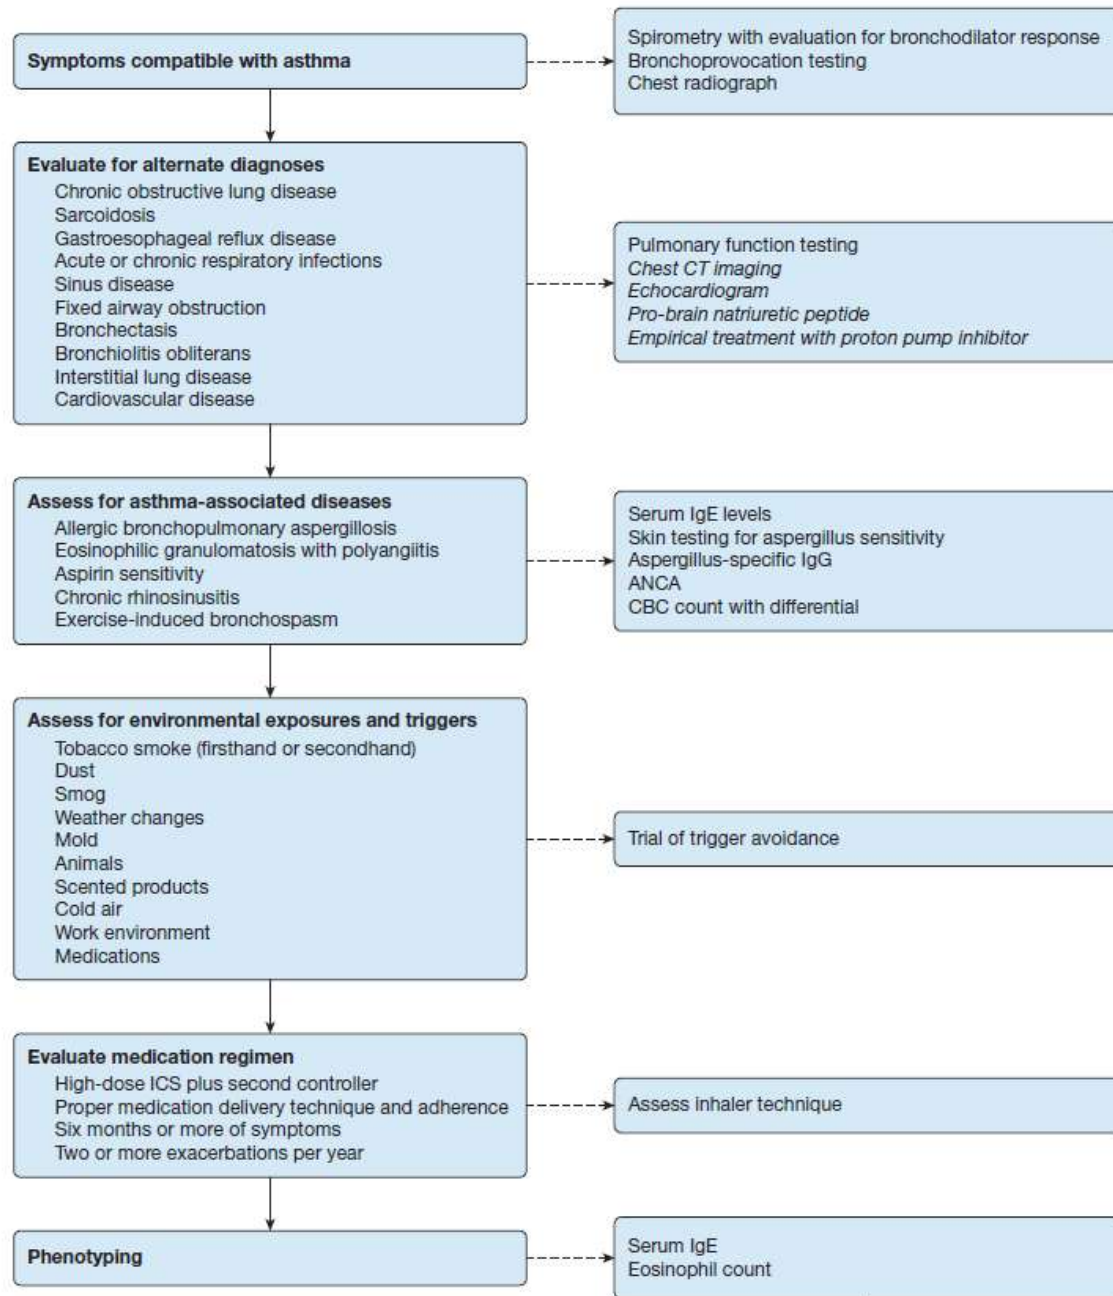 Symptoms compatible with asthma
Spirometry with evaluation for bronchodilator response
Bronchoprovocation testing
Chest radiograph
Evaluate for alternate diagnoses
Chronic obstructive lung disease
Sarcoidosis
Gastroesophageal reflux disease
Acute or chronic respiratory infections
Sinus disease
Fixed airway obstruction
Bronchectasis
Bronchiolitis obliterans
Interstitial lung disease
Cardiovascular disease
Pulmonary function testing
Chest CT imaging
Echocardiogram
Pro-brain natriuretic peptide
Empirical treatment with proton pump inhibitor
Assess for asthma-associated diseases
Allergic bronchopulmonary aspergillosis
Eosinophilic granulomatosis with polyangiitis
Aspirin sensitivity
Chronic rhinosinusitis
Exercise-induced bronchospasm
Serum IgE levels
Skin testing for aspergillus sensitivity
Aspergillus-specific IgG
ANCA
CBC count with differential
Assess for environmental exposures and triggers
Tobacco smoke (firsthand or secondhand)
Dust
Smog
Weather changes
Mold
Animals
Scented products
Cold air
Work environment
Medications
Trial of trigger avoidance
Evaluate medication regimen
High-dose ICS plus second controller
Proper medication delivery technique and adherence
Six months or more of symptoms
Two or more exacerbations per year
Assess inhaler technique
Phenotyping
Serum IgE
Eosinophil count